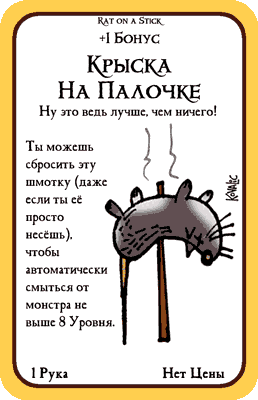 Rat on a Stick
+1 Бонус
Крыска
На Палочке
Ну это ведь лучше, чем ничего!
Ты можешь
сбросить эту
шмотку (даже
если ты её
просто
несёшь),
чтобы
автоматически
смыться от
монстра не
выше 8 Уровня.
Kovalic
1 Рука
Нет Цены